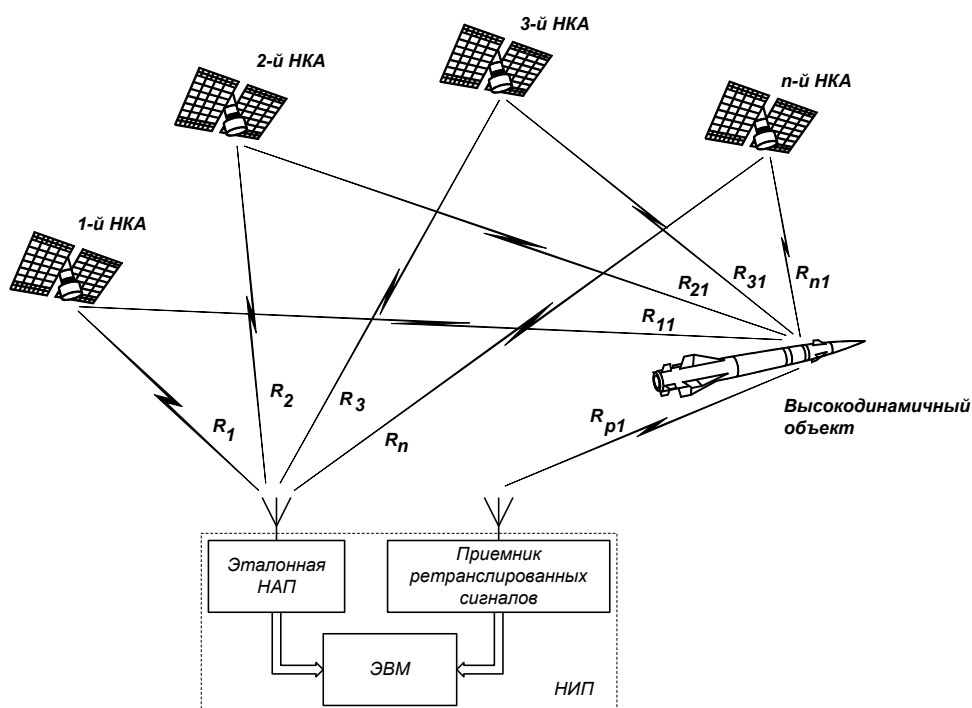 3-й НКА
2-й НКА
n-й НКА
1-й НКА
R21
R31
Rn1
R11
R1
R2
R3
Rn
Rp1
Высокодинамичный
объект
Эталонная
НАП
Приемник
ретранслированных
сигналов
ЭВМ
НИП